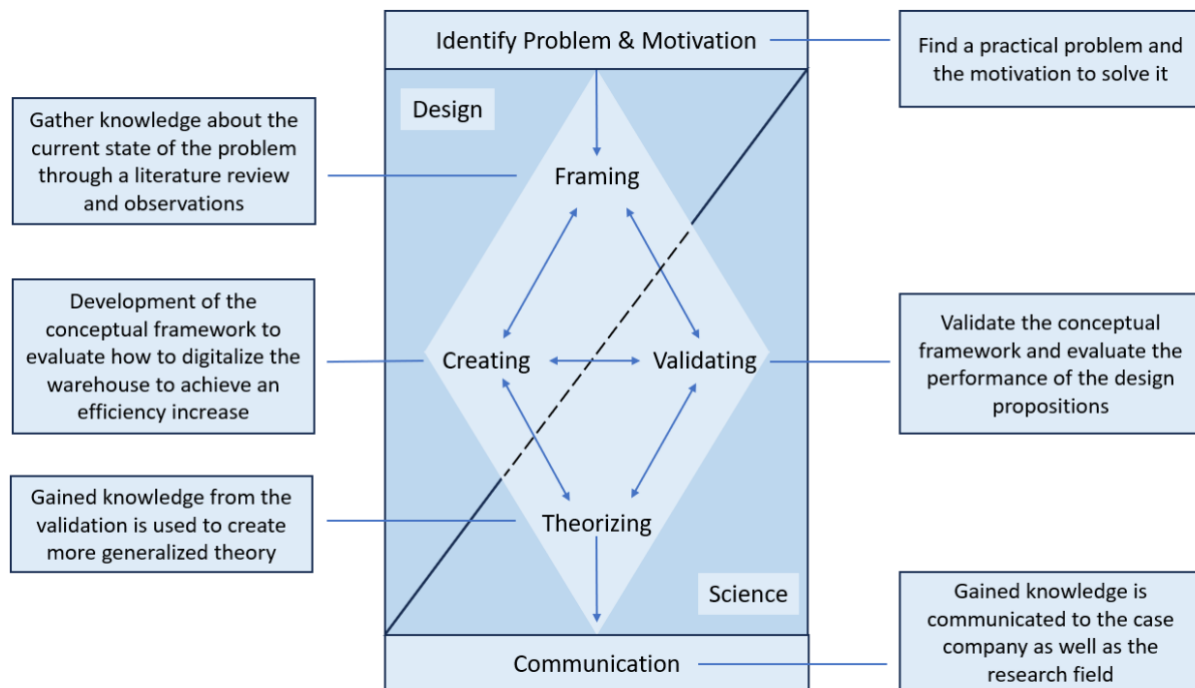 Identify Problem & Motivation
Find a practical problem and
the motivation to solve it
Design
Gather knowledge about the
current state of the problem
through a literature review
and observations
Framing
Development of the
conceptual framework to
evaluate how to digitalize the
warehouse to achieve an
efficiency increase
Creating
Validating
Validate the conceptual
framework and evaluate the
performance of the design
propositions
Gained knowledge from the
validation is used to create
more generalized theory
Theorizing
Science
Communication
Gained knowledge is
communicated to the case
company as well as the
research field